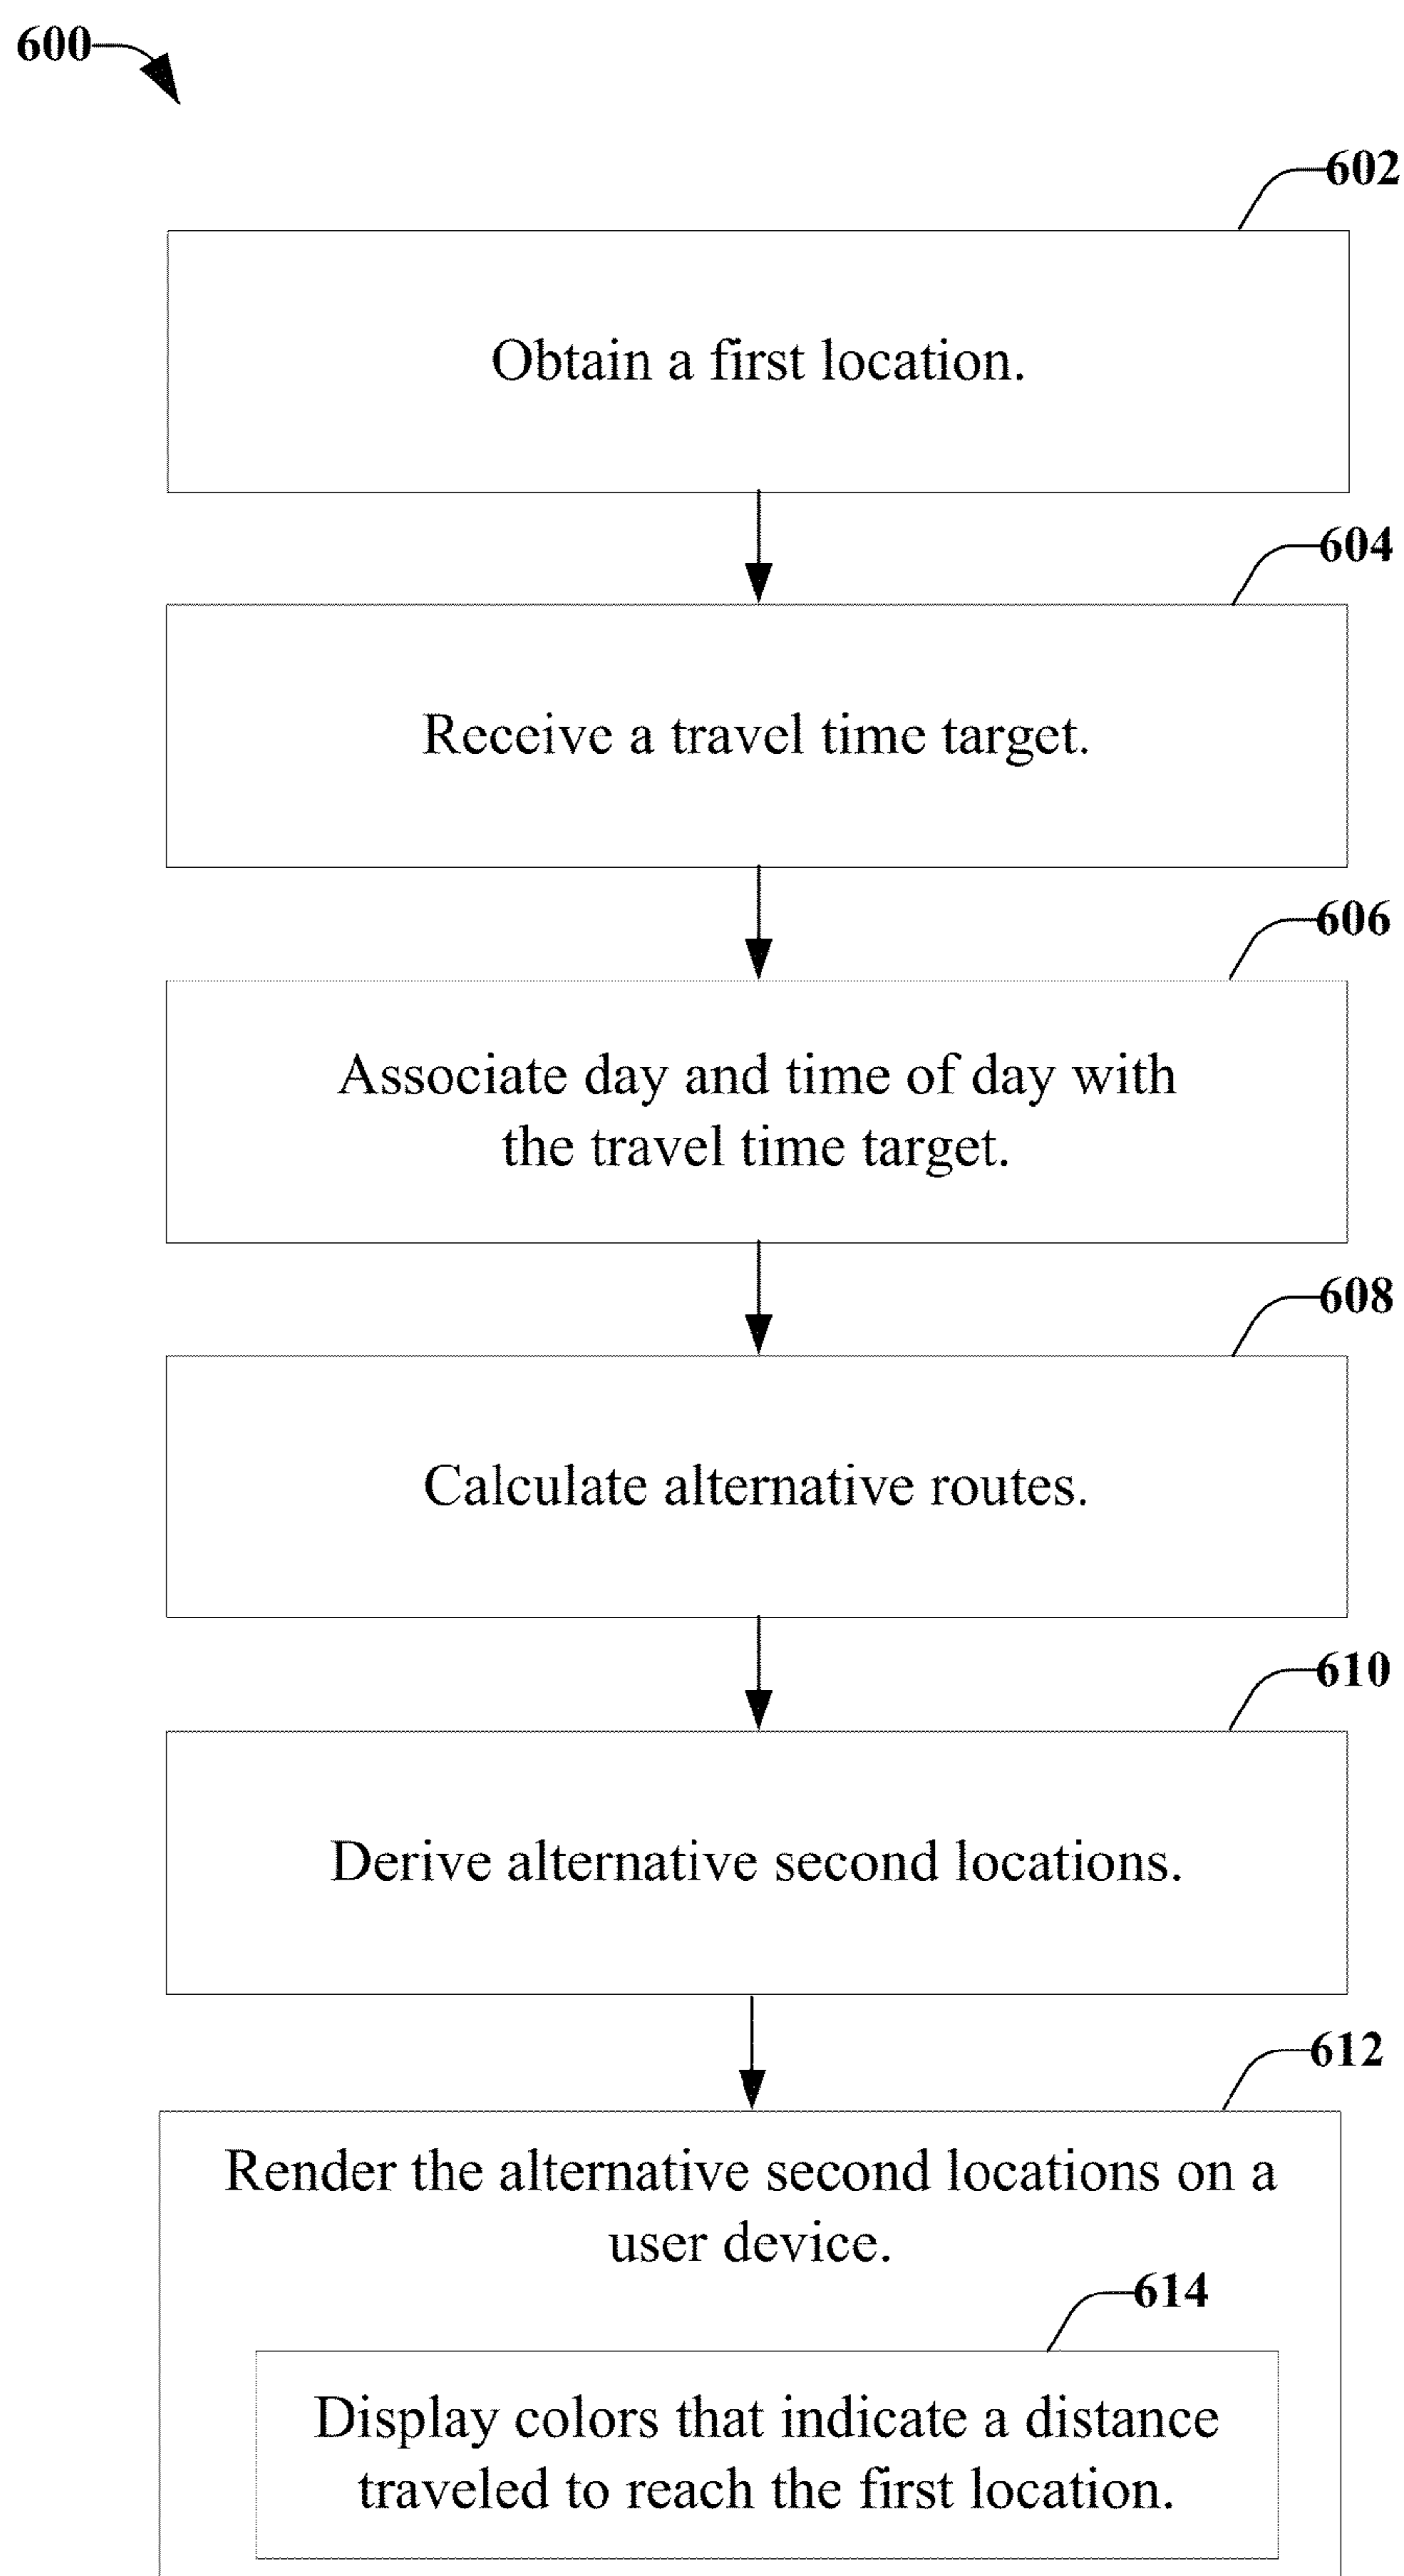 600
602
Obtain a first location.
604
Receive a travel time target.
606
Associate day and time of day with
the travel time target.
608
Calculate alternative routes.
610
Derive alternative second locations.
612
Render the alternative second locations on a
user device.
614
Display colors that indicate a distance
traveled to reach the first location.